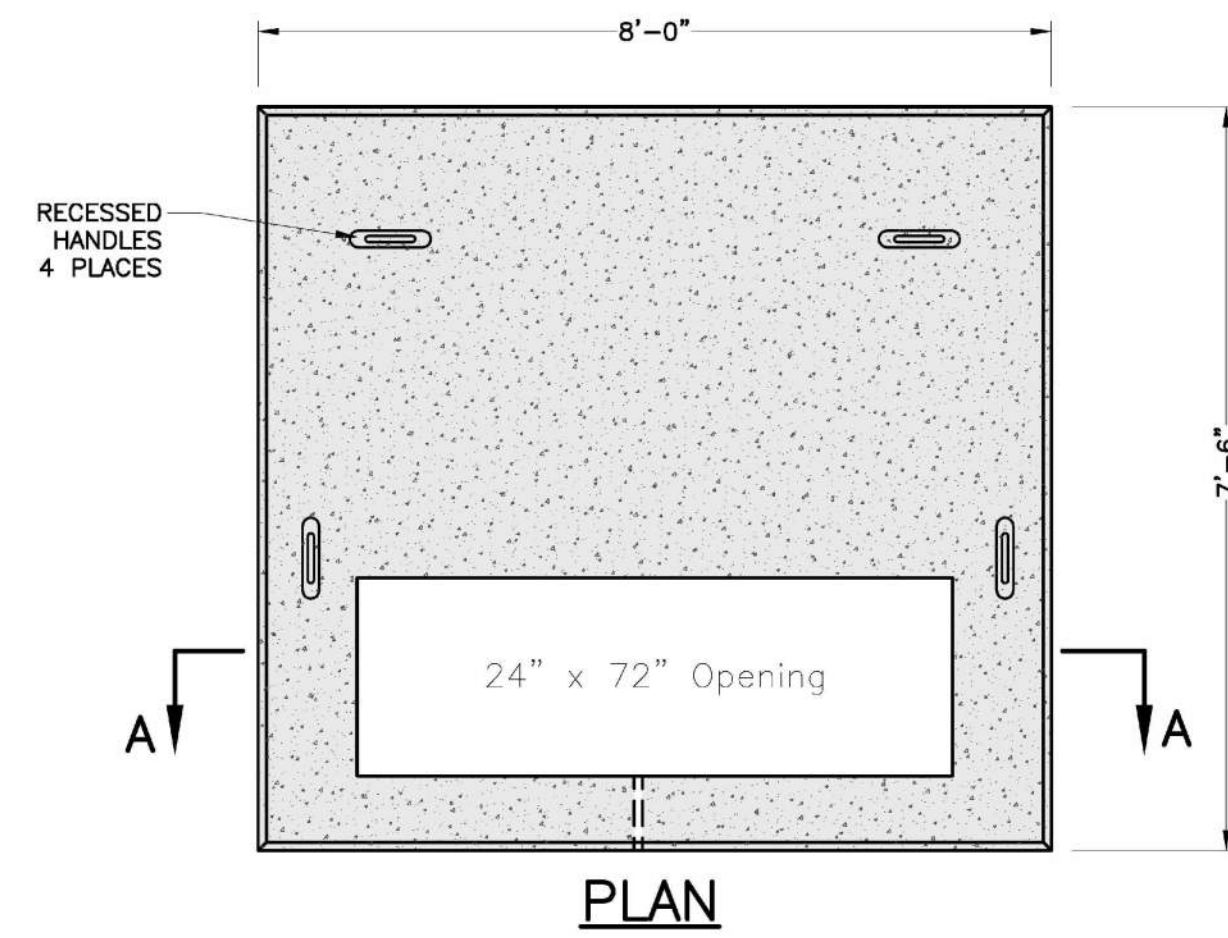 8'-0"
RECESSED
HANDLES
4 PLACES
7'-6"
24" x 72" Opening
A
A
PLAN